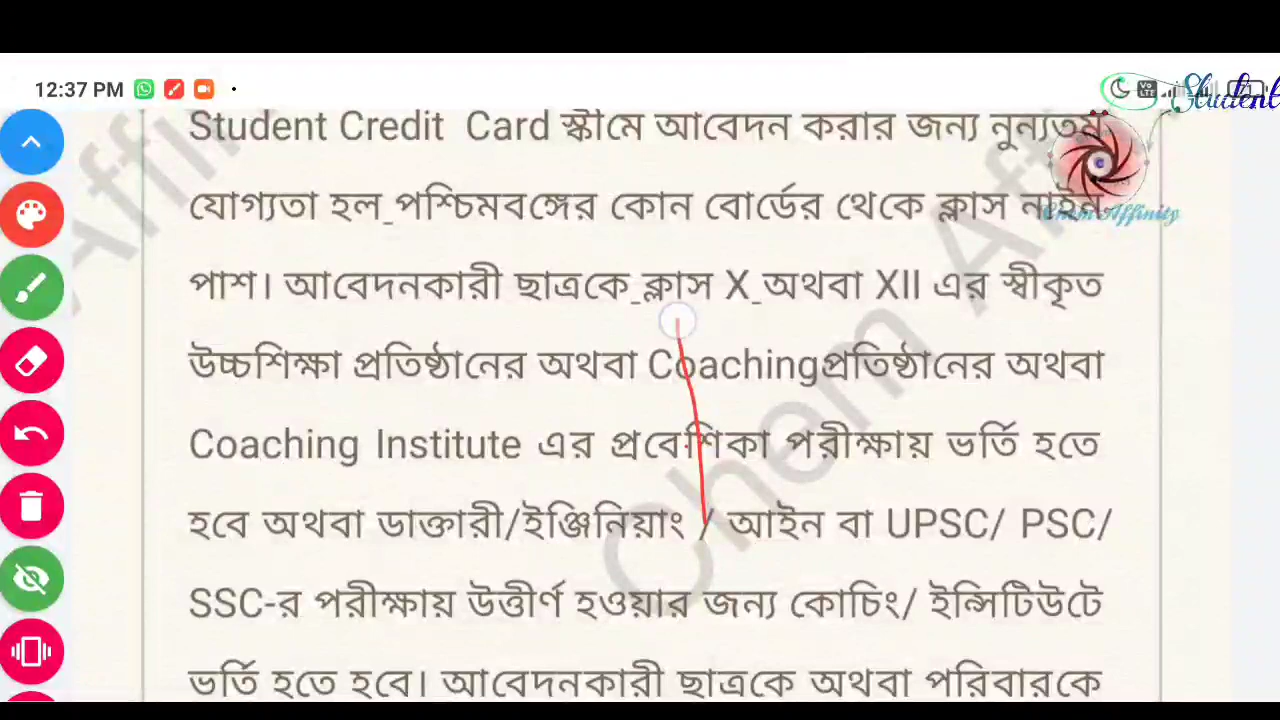 12:37 PM
Student
Student Credit Card স্কীমে আবেদন করার জন্য নুন্যতম
যোগ্যতা হল_পশ্চিমবঙ্গের কোন বোর্ডের থেকে ক্লাস নাইন
Chem Affinity
পাশ। আবেদনকারী ছাত্রকে_ক্লাস X_অথবা XII এর স্বীকৃত
উচ্চশিক্ষা প্রতিষ্ঠানের অথবা Coachingপ্রতিষ্ঠানের অথবা
Coaching Institute এর প্রবেশিকা পরীক্ষায় ভর্তি হতে
হবে অথবা ডাক্তারী/ইঞ্জিনিয়াং / আইন বা UPSC/ PSC/
SSC-র পরীক্ষায় উত্তীর্ণ হওয়ার জন্য কোচিং/ ইন্সিটিউটে
ভর্তি হতে হবে। আবেদনকারী ছাত্রকে অথবা পরিবারকে